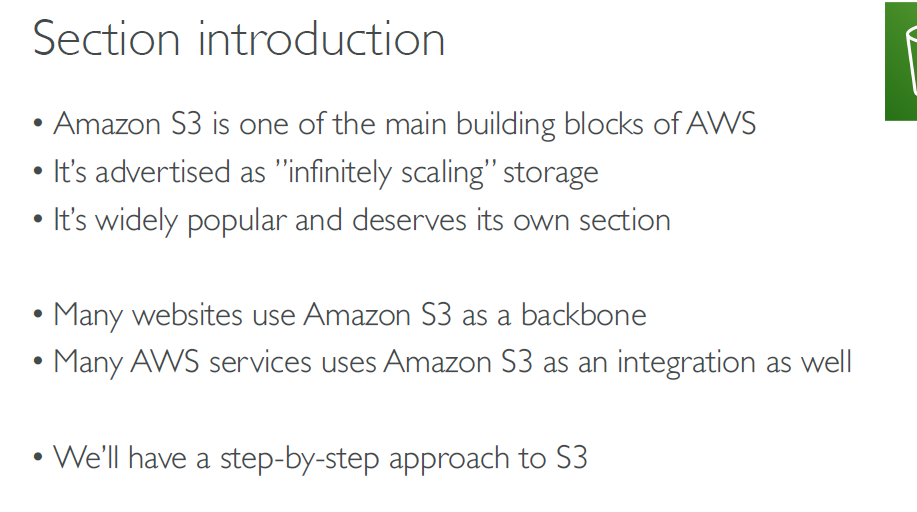 Section introduction
• Amazon S3 is one of the main building blocks of AWS
• It’s advertised as ”infinitely scaling” storage
• It’s widely popular and deserves its own section
• Many websites use Amazon S3 as a backbone
• Many AWS services uses Amazon S3 as an integration as well
• We’ll have a step-by-step approach to S3